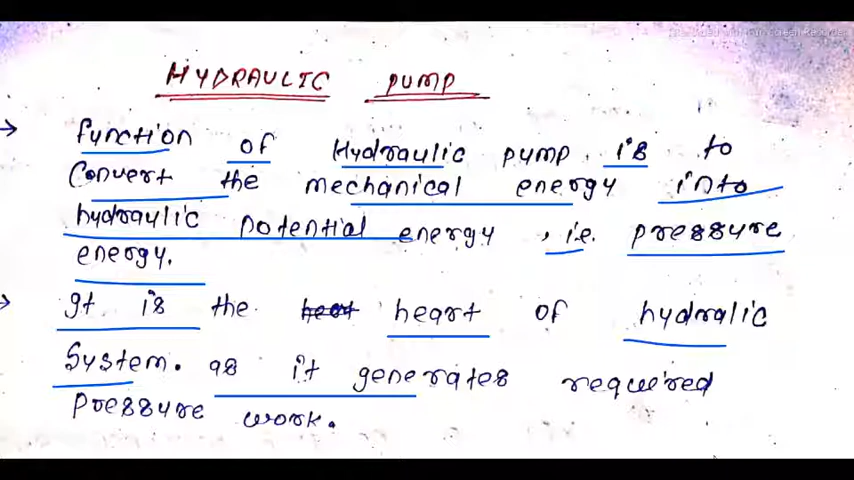 HYDRAULIC PUMP
→ function of Hydraulic pump is to
Convert the mechanical energy into
hydraulic potential energy , i.e. pressure
energy.
→ It is the heart of hydralic
System. as it generates required
pressure work.